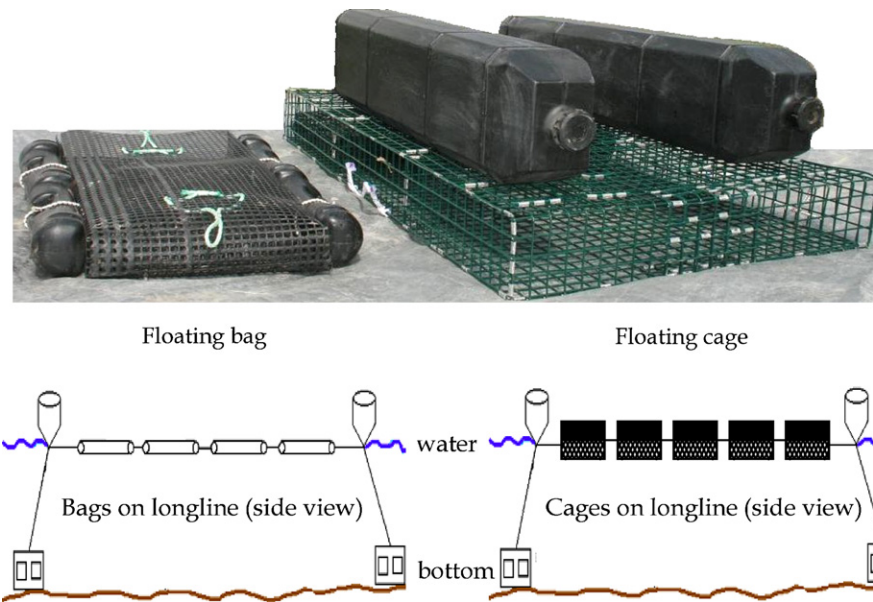 Floating bag
Floating cage
water
Bags on longline (side view)
Cages on longline (side view)
bottom